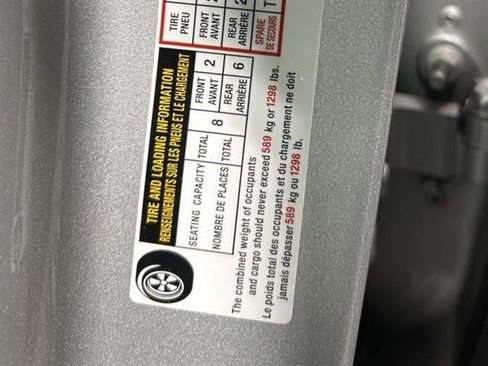 TIRE AND LOADING INFORMATION
RENSEIGNEMENTS SUR LES PNEUS ET LE CHARGEMENT
SEATING CAPACITY TOTAL 8 FRONT 2 REAR 6
NOMBRE DE PLACES TOTAL AVANT ARRIÈRE
The combined weight of occupants
and cargo should never exceed 589 kg or 1298 lbs.
Le poids total des occupants et du chargement ne doit
jamais dépasser 589 kg ou 1298 lb.
TIRE FRONT REAR SPARE
PNEU AVANT ARRIÈRE DE SECOURS